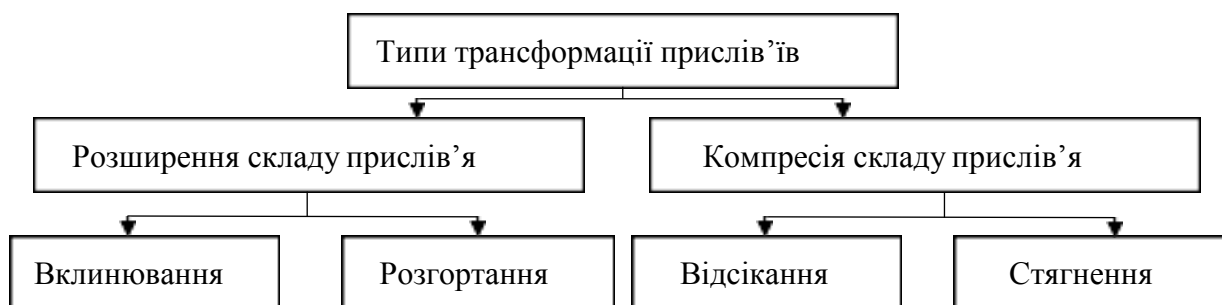 Типи трансформації прислів’їв
Розширення складу прислів’я
Компресія складу прислів’я
Вклинювання
Розгортання
Відсікання
Стягнення